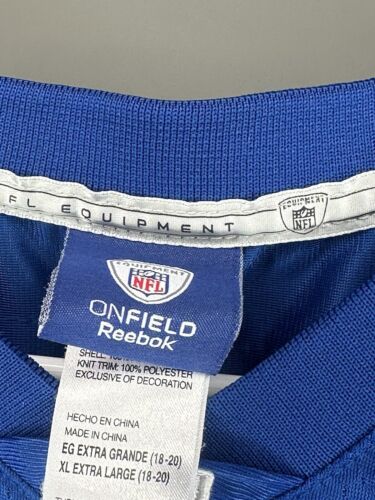 FL EQUIPMENT
EQUIPMENT
NFL
EQUIPMENT
NFL
ONFIELD
Reebok
SHELL: 100%
KNIT TRIM: 100% POLYESTER
EXCLUSIVE OF DECORATION
HECHO EN CHINA
MADE IN CHINA
EG EXTRA GRANDE (18-20)
XL EXTRA LARGE (18-20)